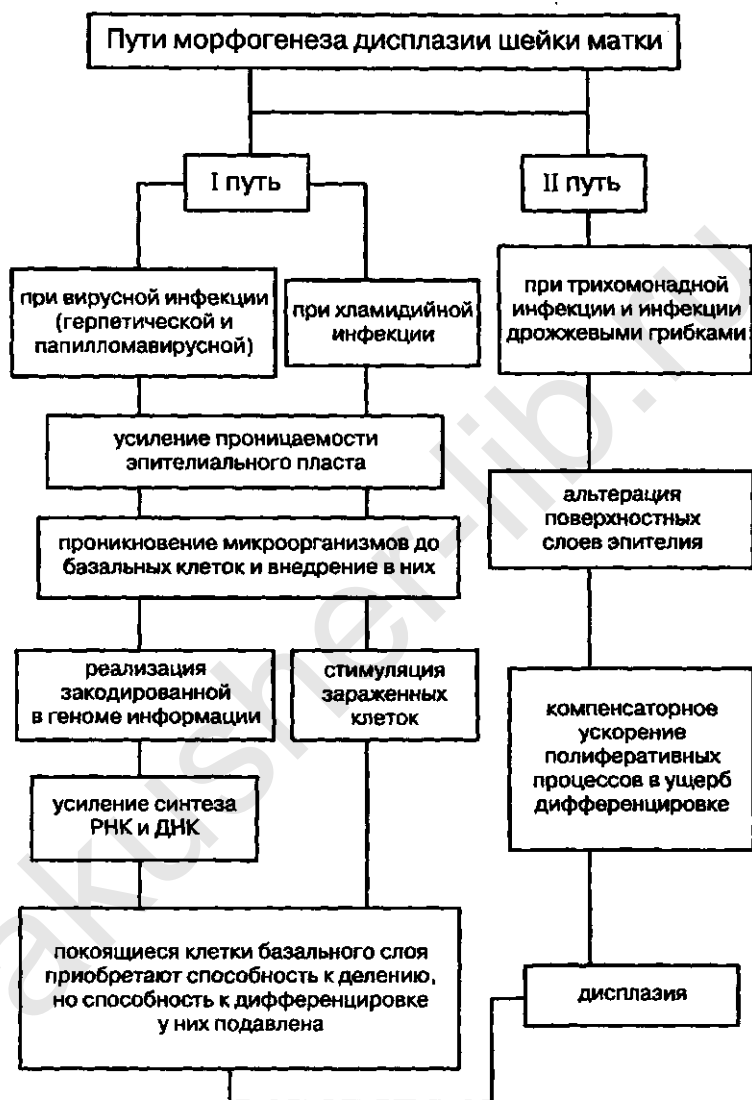 Пути морфогенеза дисплазии шейки матки
I путь
II путь
при вирусной инфекции
(герпетической и
папилломавирусной)
при хламидийной
инфекции
при трихомонадной
инфекции и инфекции
дрожжевыми грибками
усиление проницаемости
эпителиального пласта
проникновение микроорганизмов до
базальных клеток и внедрение в них
альтерация
поверхностных
слоев эпителия
реализация
закодированной
в геноме информации
стимуляция
зараженных
клеток
усиление синтеза
РНК и ДНК
компенсаторное
ускорение
полиферативных
процессов в ущерб
дифференцировке
покоящиеся клетки базального слоя
приобретают способность к делению,
но способность к дифференцировке
у них подавлена
дисплазия
akusher-lib.ru